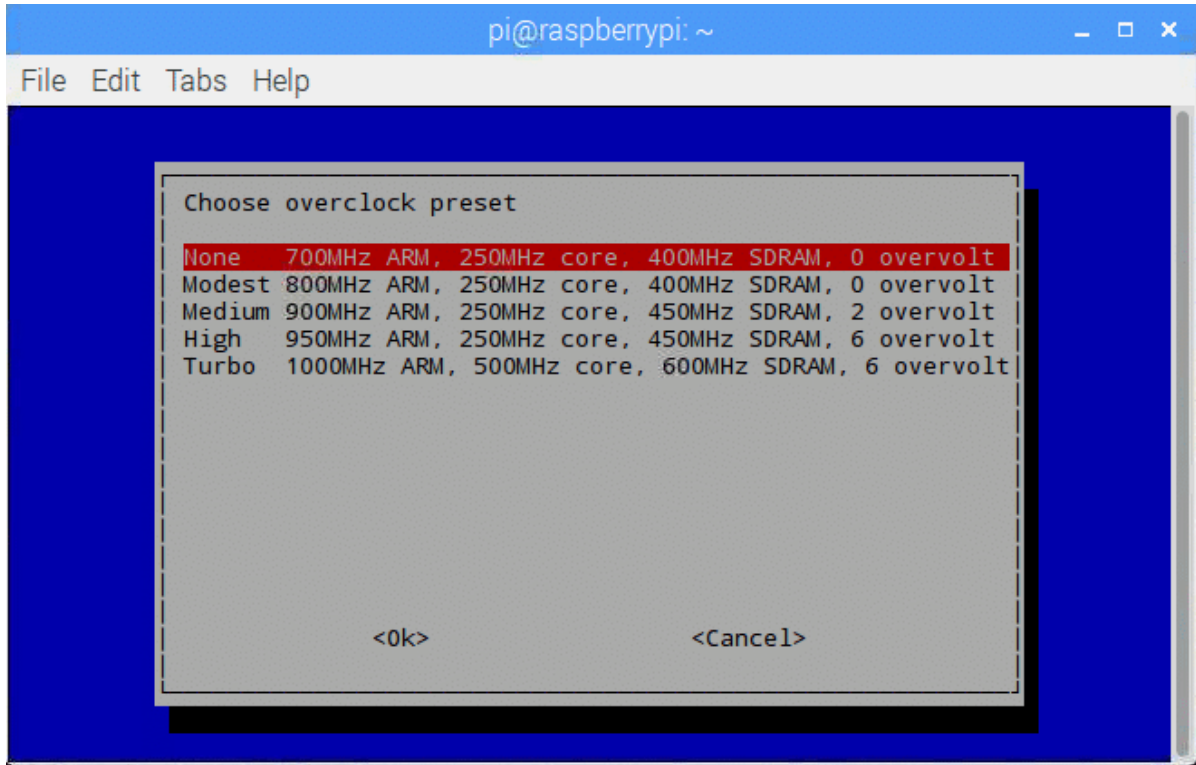 pi@raspberrypi: ~
File Edit Tabs Help
Choose overclock preset
None 700MHz ARM, 250MHz core, 400MHz SDRAM, 0 overvolt
Modest 800MHz ARM, 250MHz core, 400MHz SDRAM, 0 overvolt
Medium 900MHz ARM, 250MHz core, 450MHz SDRAM, 2 overvolt
High 950MHz ARM, 250MHz core, 450MHz SDRAM, 6 overvolt
Turbo 1000MHz ARM, 500MHz core, 600MHz SDRAM, 6 overvolt
<Ok> <Cancel>